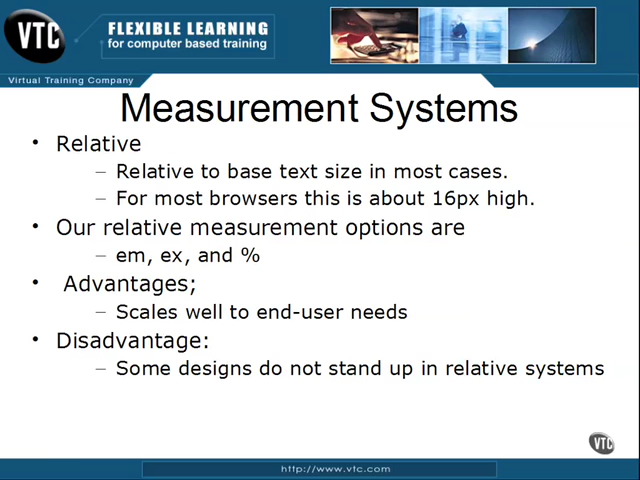 VTC
FLEXIBLE LEARNING
for computer based training
Virtual Training Company
Measurement Systems
• Relative
– Relative to base text size in most cases.
– For most browsers this is about 16px high.
• Our relative measurement options are
– em, ex, and %
• Advantages;
– Scales well to end-user needs
• Disadvantage:
– Some designs do not stand up in relative systems
VTC
http://www.vtc.com